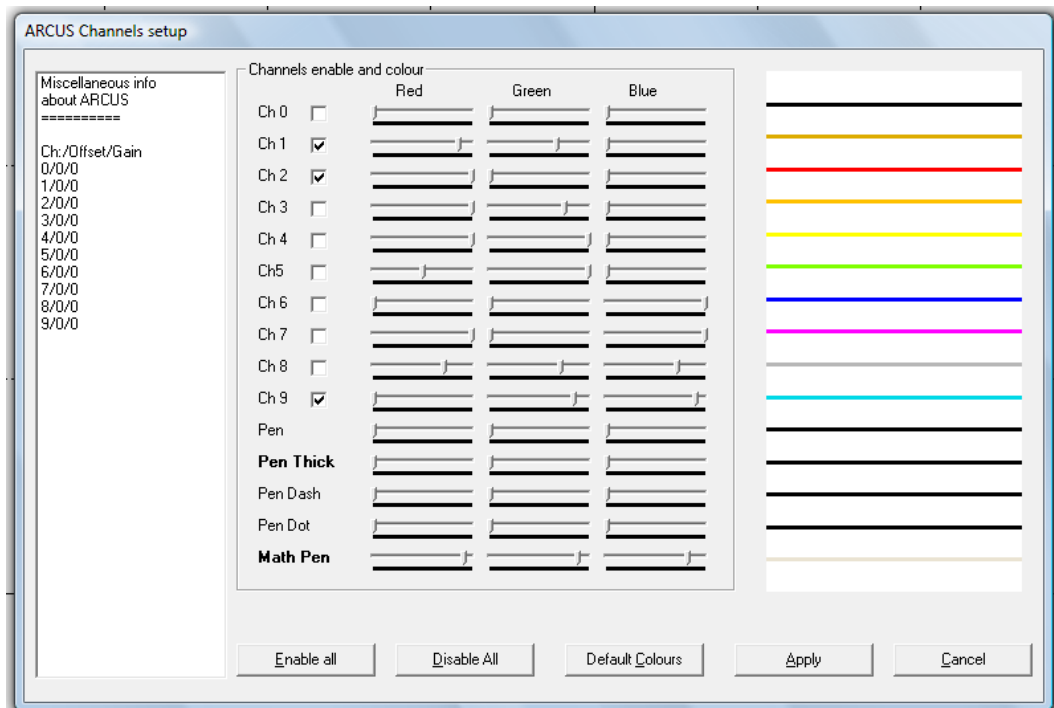 ARCUS Channels setup
Miscellaneous info
about ARCUS
==========
Ch:/Offset/Gain
0/0/0
1/0/0
2/0/0
3/0/0
4/0/0
5/0/0
6/0/0
7/0/0
8/0/0
9/0/0
Channels enable and colour
Red Green Blue
Ch 0
Ch 1
Ch 2
Ch 3
Ch 4
Ch5
Ch 6
Ch 7
Ch 8
Ch 9
Pen
Pen Thick
Pen Dash
Pen Dot
Math Pen
Enable all Disable All Default Colours Apply Cancel